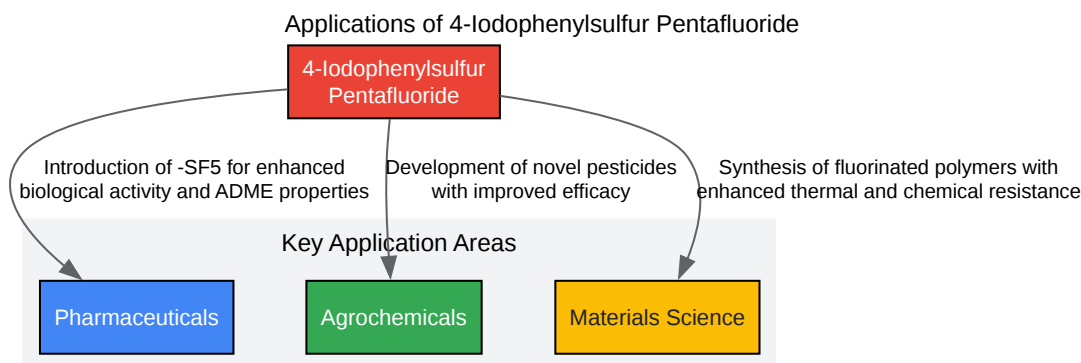 Applications of 4-Iodophenylsulfur Pentafluoride
4-Iodophenylsulfur
Pentafluoride
Introduction of -SF5 for enhanced
biological activity and ADME properties
Development of novel pesticides
with improved efficacy
Synthesis of fluorinated polymers with
enhanced thermal and chemical resistance
Key Application Areas
Pharmaceuticals
Agrochemicals
Materials Science